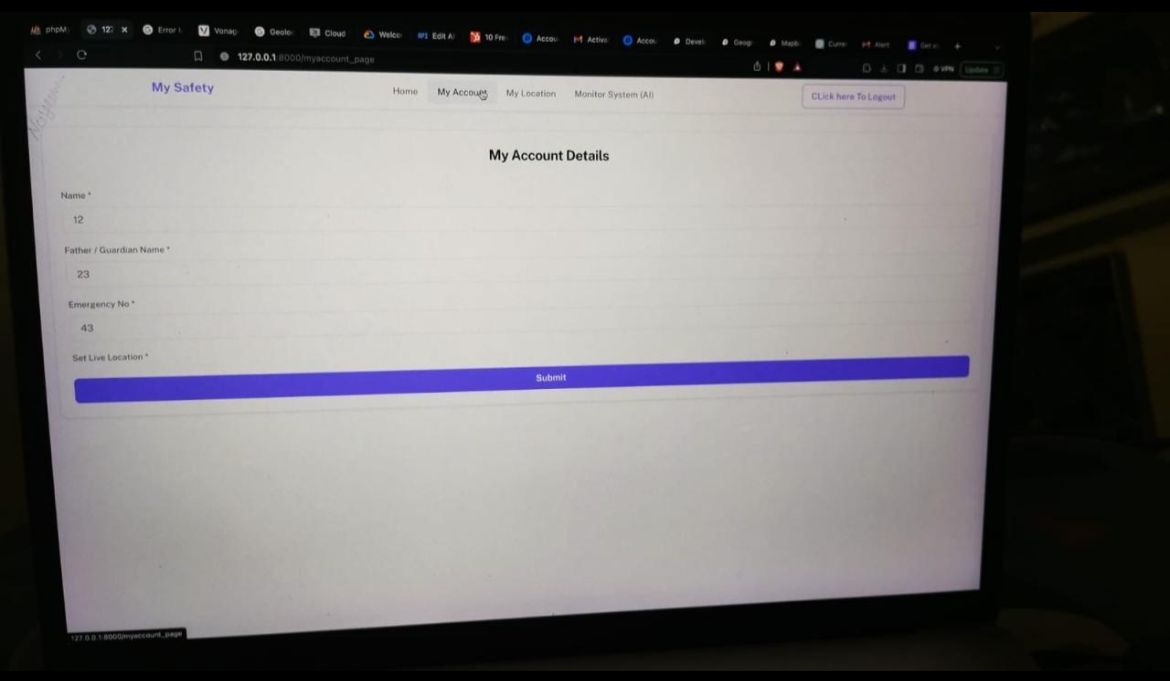 phpM 12: x Error I Vanap Geolo Cloud Welco Edit A 10 Fre Accou Activa Accou Devel Geogr Mapb Curre Alert Get a +
127.0.0.1:8000/myaccount_page VPN Update
My Safety Home My Account My Location Monitor System (AI) CLick here To Logout
My Account Details
Name *
12
Father / Guardian Name *
23
Emergency No *
43
Set Live Location *
Submit
127.0.0.1:8000/myaccount_page